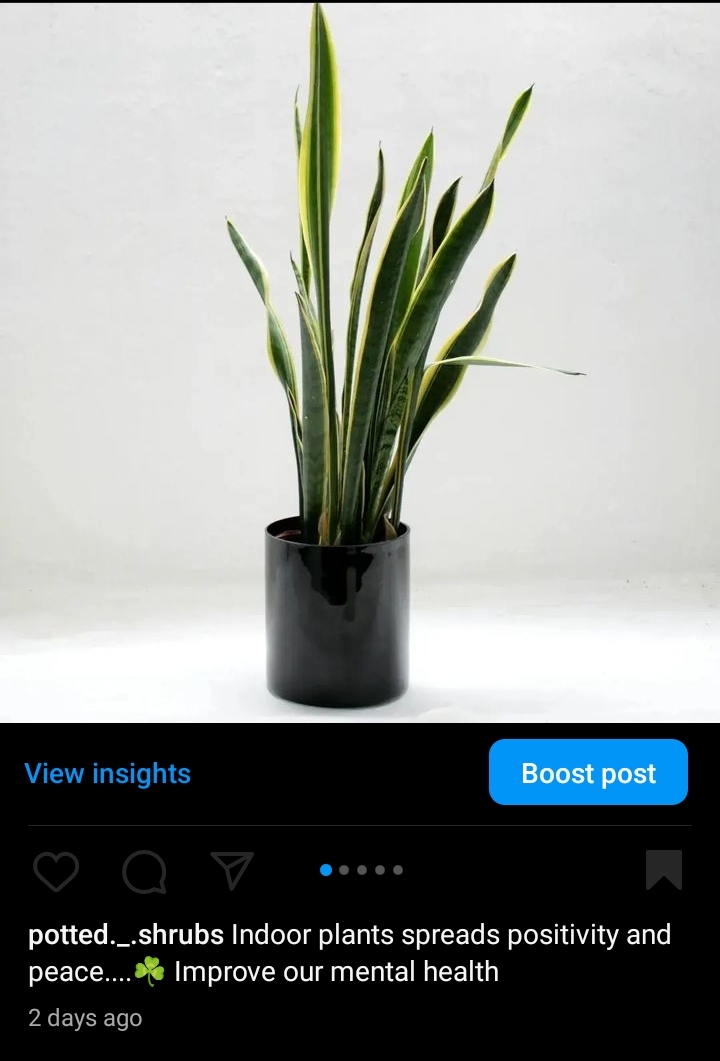 View insights
Boost post
potted._.shrubs Indoor plants spreads positivity and
peace....☘️ Improve our mental health
2 days ago